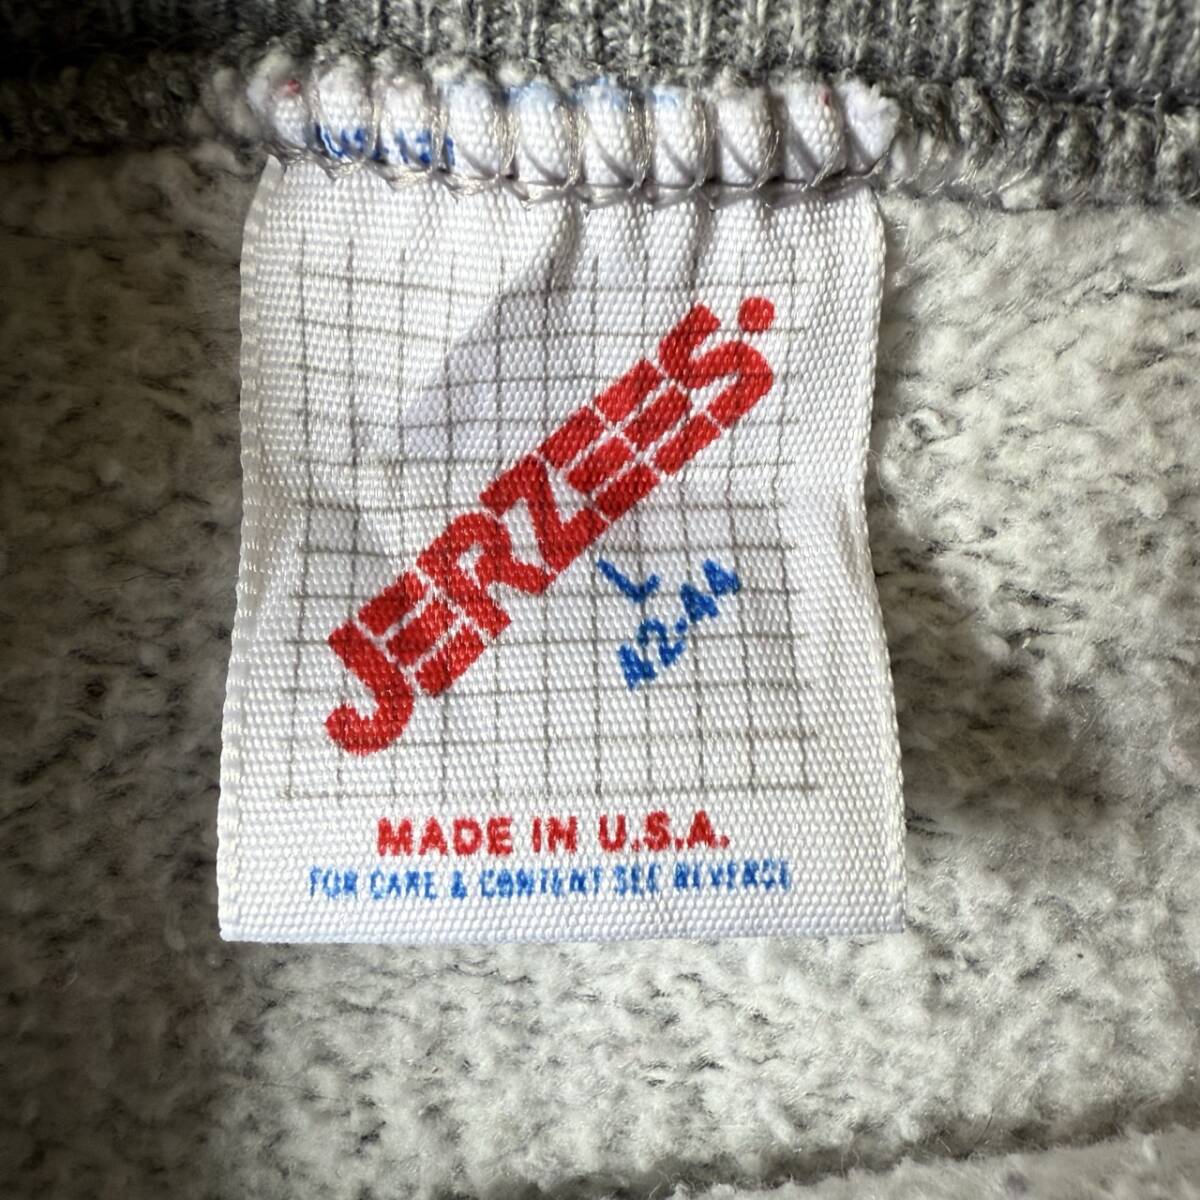 JERZEES.
L
42-44
MADE IN U.S.A.
FOR CARE & CONTENT SEE REVERSE